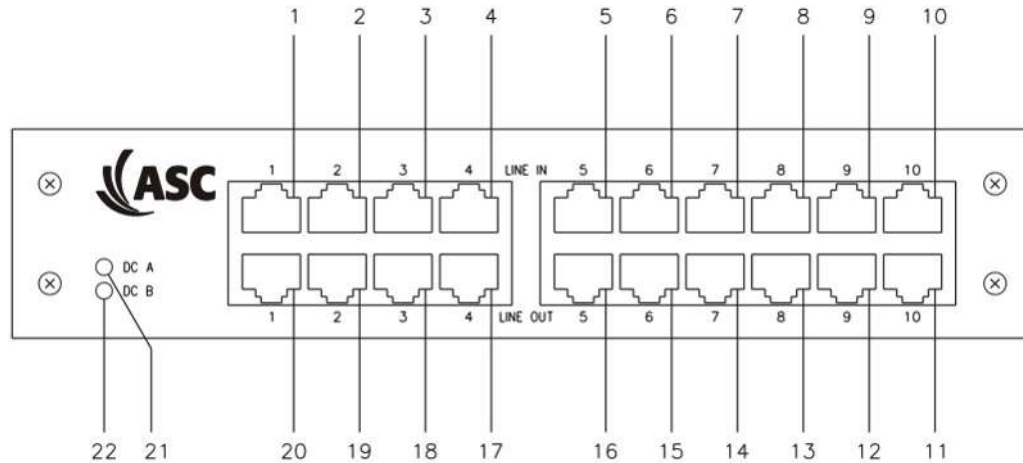 1 2 3 4 5 6 7 8 9 10
ASC
1 2 3 4 LINE IN 5 6 7 8 9 10
DC A
DC B
1 2 3 4 LINE OUT 5 6 7 8 9 10
22 21 20 19 18 17 16 15 14 13 12 11